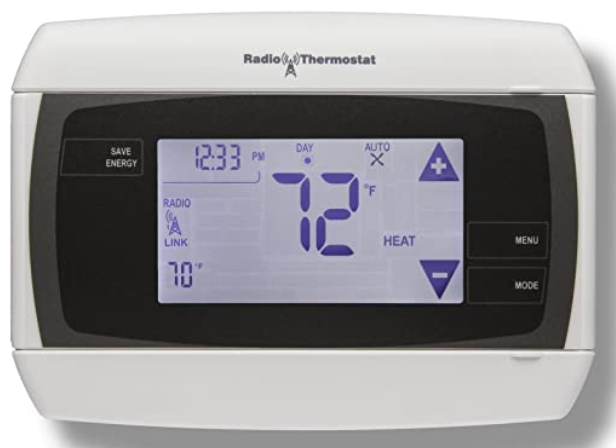 Radio Thermostat
SAVE
ENERGY
12:33 PM
DAY
AUTO
72°F
RADIO
LINK
HEAT
70°F
MENU
MODE